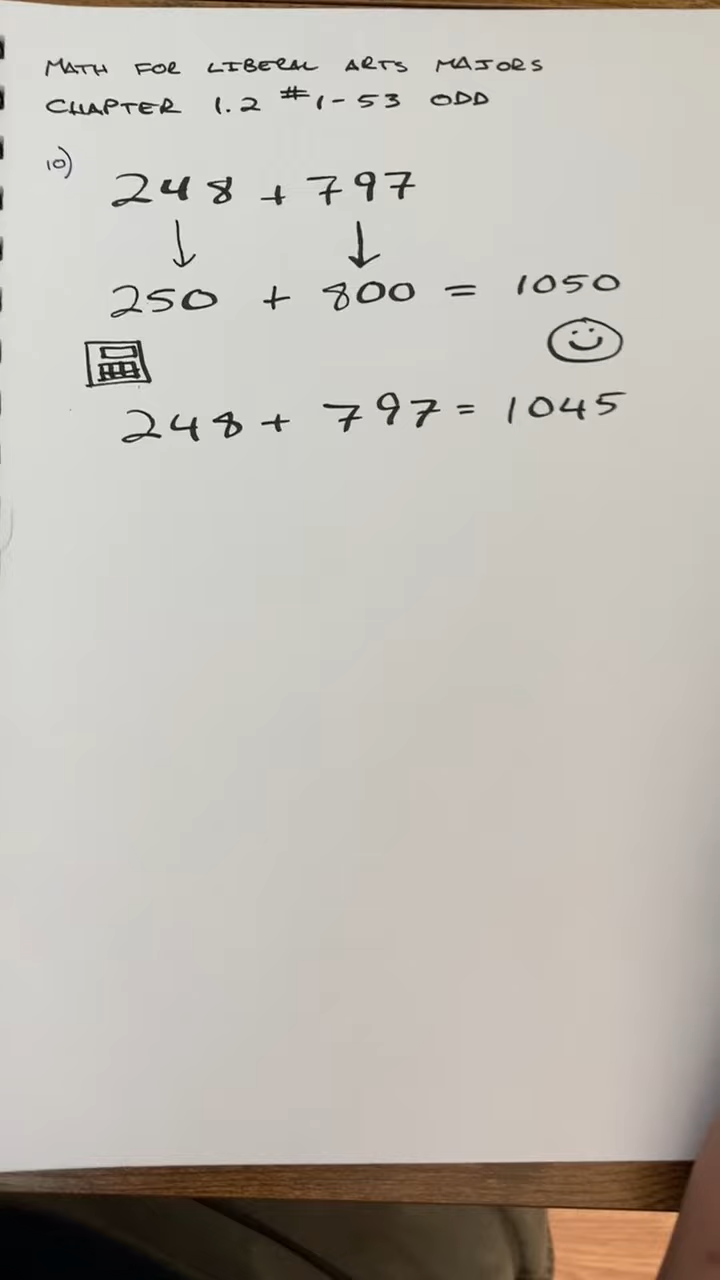 MATH FOR LIBERAL ARTS MAJORS
CHAPTER 1.2 #1-53 ODD
10) 248 + 797
250 + 800 = 1050
248 + 797 = 1045